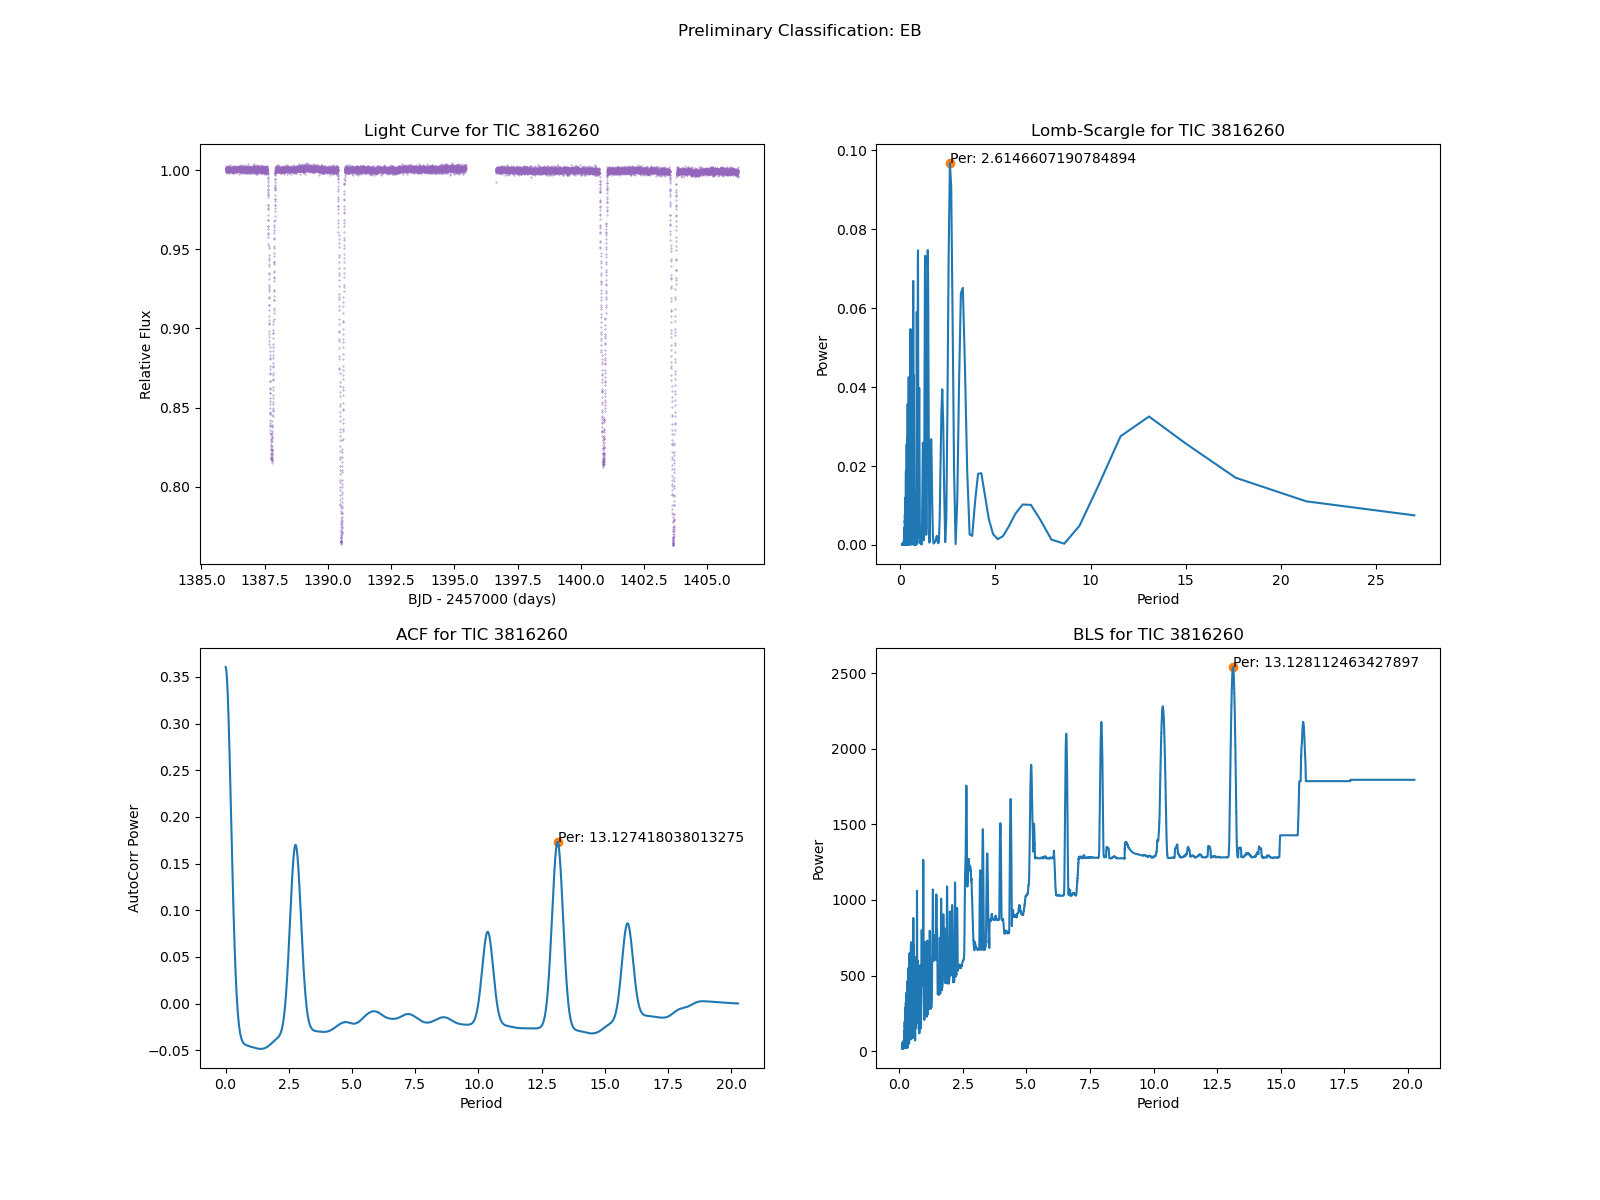 Preliminary Classification: EB
Light Curve for TIC 3816260
Relative Flux
1.00
0.95
0.90
0.85
0.80
1385.0 1387.5 1390.0 1392.5 1395.0 1397.5 1400.0 1402.5 1405.0
BJD - 2457000 (days)
Lomb-Scargle for TIC 3816260
Per: 2.6146607190784894
Power
0.10
0.08
0.06
0.04
0.02
0.00
0 5 10 15 20 25
Period
ACF for TIC 3816260
Per: 13.127418038013275
AutoCorr Power
0.35
0.30
0.25
0.20
0.15
0.10
0.05
0.00
−0.05
0.0 2.5 5.0 7.5 10.0 12.5 15.0 17.5 20.0
Period
BLS for TIC 3816260
Per: 13.128112463427897
Power
2500
2000
1500
1000
500
0
0.0 2.5 5.0 7.5 10.0 12.5 15.0 17.5 20.0
Period